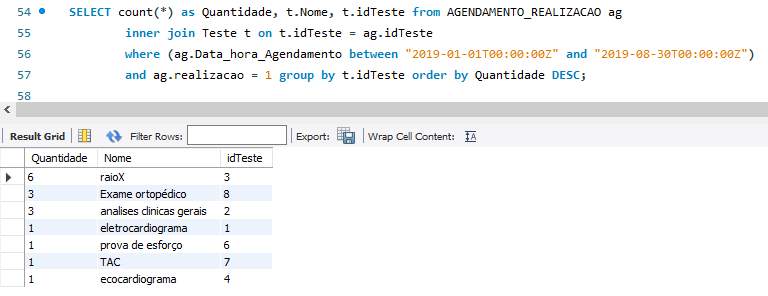 54 SELECT count(*) as Quantidade, t.Nome, t.idTeste from AGENDAMENTO_REALIZACAO ag
55 inner join Teste t on t.idTeste = ag.idTeste
56 where (ag.Data_hora_Agendamento between "2019-01-01T00:00:00Z" and "2019-08-30T00:00:00Z")
57 and ag.realizacao = 1 group by t.idTeste order by Quantidade DESC;
58
Result Grid Filter Rows: Export: Wrap Cell Content: IA
Quantidade Nome idTeste
6 raioX 3
3 Exame ortopédico 8
3 analises clinicas gerais 2
1 eletrocardiograma 1
1 prova de esforço 6
1 TAC 7
1 ecocardiograma 4